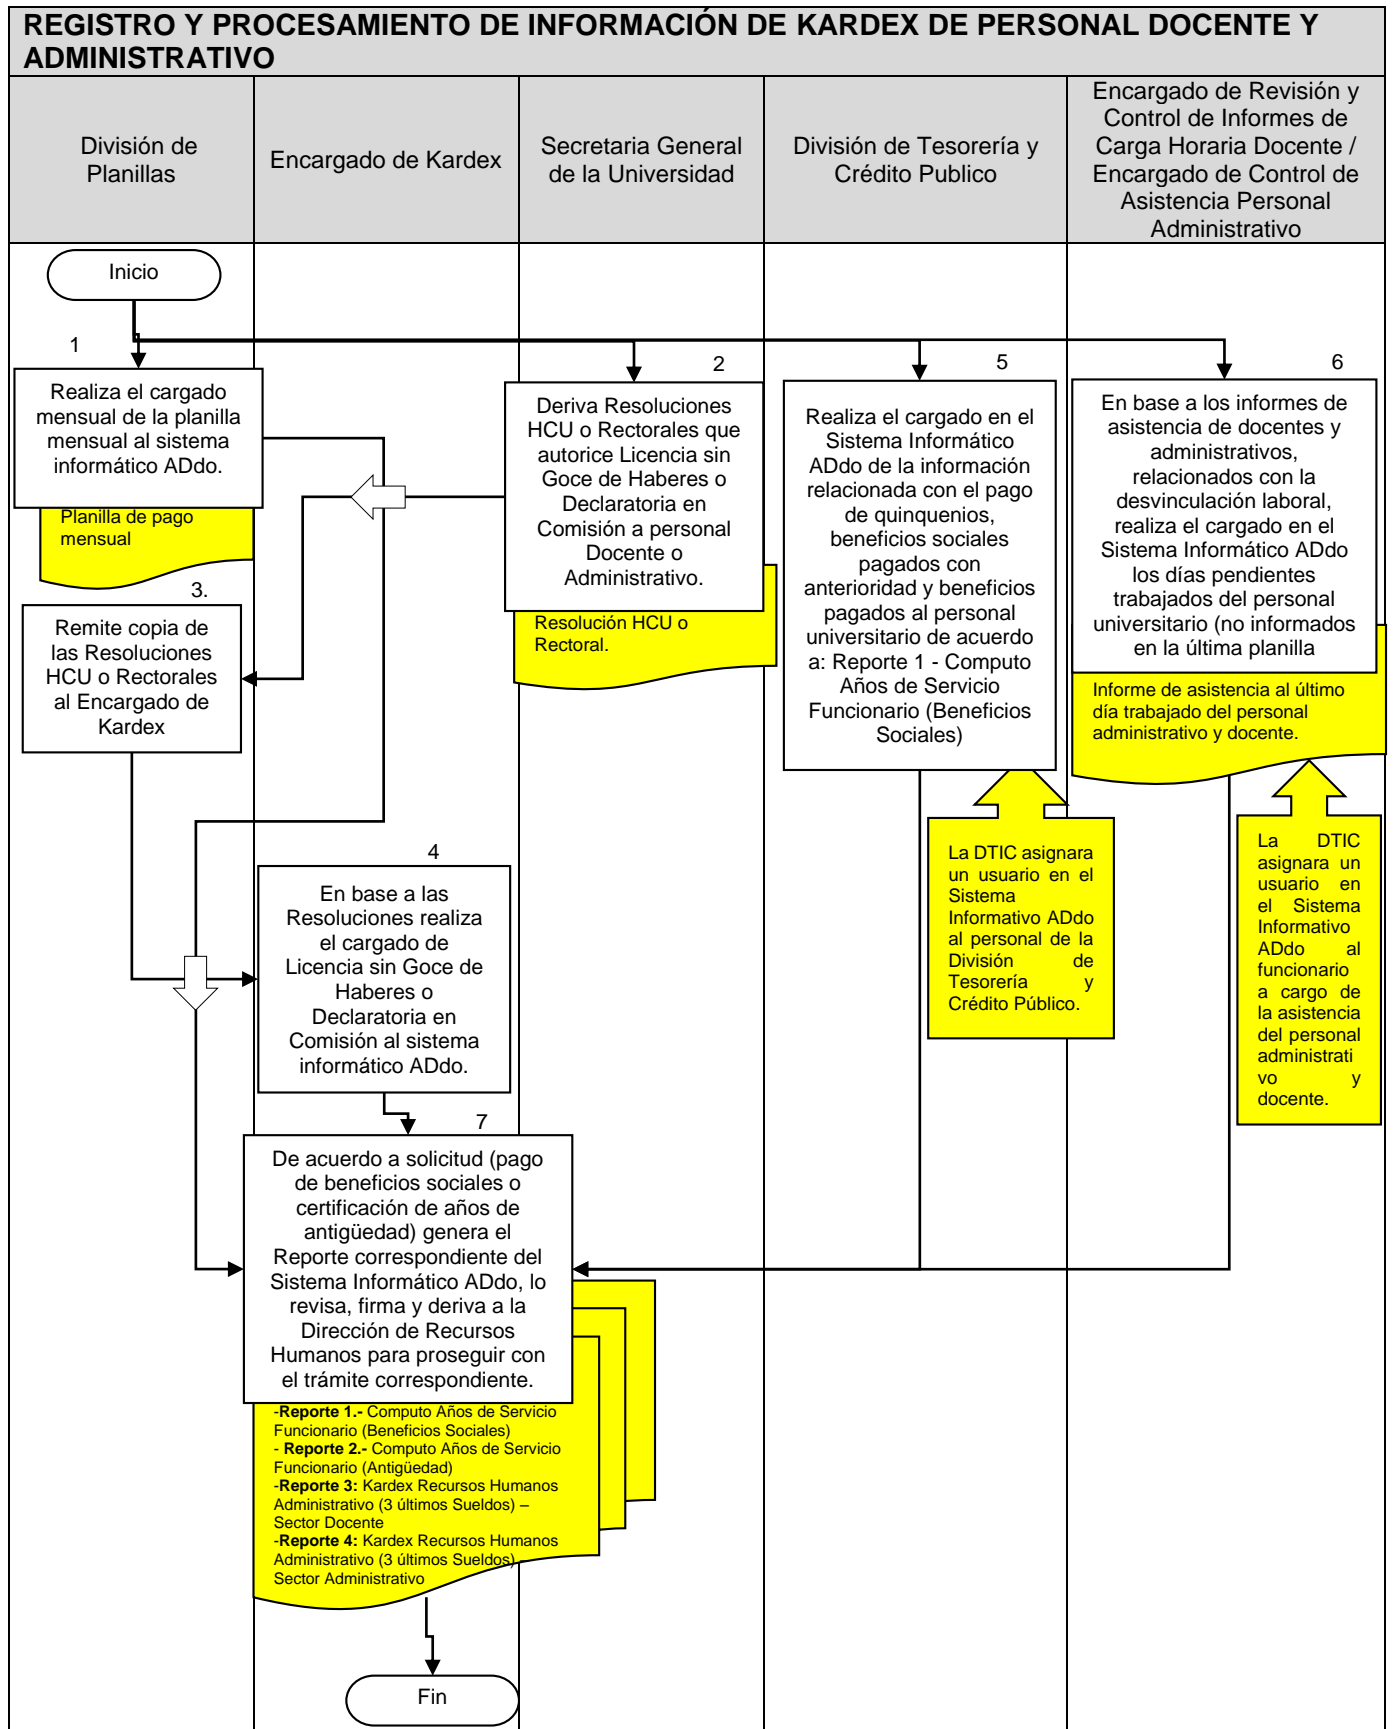 REGISTRO Y PROCESAMIENTO DE INFORMACIÓN DE KARDEX DE PERSONAL DOCENTE Y
ADMINISTRATIVO
División de
Planillas
Encargado de Kardex
Secretaria General
de la Universidad
División de Tesorería y
Crédito Publico
Encargado de Revisión y
Control de Informes de
Carga Horaria Docente /
Encargado de Control de
Asistencia Personal
Administrativo
Inicio
1
Realiza el cargado
mensual de la planilla
mensual al sistema
informático ADdo.
Planilla de pago
mensual
2
Deriva Resoluciones
HCU o Rectorales que
autorice Licencia sin
Goce de Haberes o
Declaratoria en
Comisión a personal
Docente o
Administrativo.
Resolución HCU o
Rectoral.
5
Realiza el cargado en el
Sistema Informático
ADdo de la información
relacionada con el pago
de quinquenios,
beneficios sociales
pagados con
anterioridad y beneficios
pagados al personal
universitario de acuerdo
a: Reporte 1 - Computo
Años de Servicio
Funcionario (Beneficios
Sociales)
6
En base a los informes de
asistencia de docentes y
administrativos,
relacionados con la
desvinculación laboral,
realiza el cargado en el
Sistema Informático ADdo
los días pendientes
trabajados del personal
universitario (no informados
en la última planilla
Informe de asistencia al último
día trabajado del personal
administrativo y docente.
3.
Remite copia de
las Resoluciones
HCU o Rectorales
al Encargado de
Kardex
La DTIC asignara
un usuario en el
Sistema
Informativo ADdo
al personal de la
División de
Tesorería y
Crédito Público.
La DTIC
asignara un
usuario en
el Sistema
Informativo
ADdo al
funcionario
a cargo de
la asistencia
del personal
administrati
vo y
docente.
4
En base a las
Resoluciones realiza
el cargado de
Licencia sin Goce de
Haberes o
Declaratoria en
Comisión al sistema
informático ADdo.
7
De acuerdo a solicitud (pago
de beneficios sociales o
certificación de años de
antigüedad) genera el
Reporte correspondiente del
Sistema Informático ADdo, lo
revisa, firma y deriva a la
Dirección de Recursos
Humanos para proseguir con
el trámite correspondiente.
-Reporte 1.- Computo Años de Servicio
Funcionario (Beneficios Sociales)
- Reporte 2.- Computo Años de Servicio
Funcionario (Antigüedad)
-Reporte 3: Kardex Recursos Humanos
Administrativo (3 últimos Sueldos) –
Sector Docente
-Reporte 4: Kardex Recursos Humanos
Administrativo (3 últimos Sueldos) –
Sector Administrativo
Fin